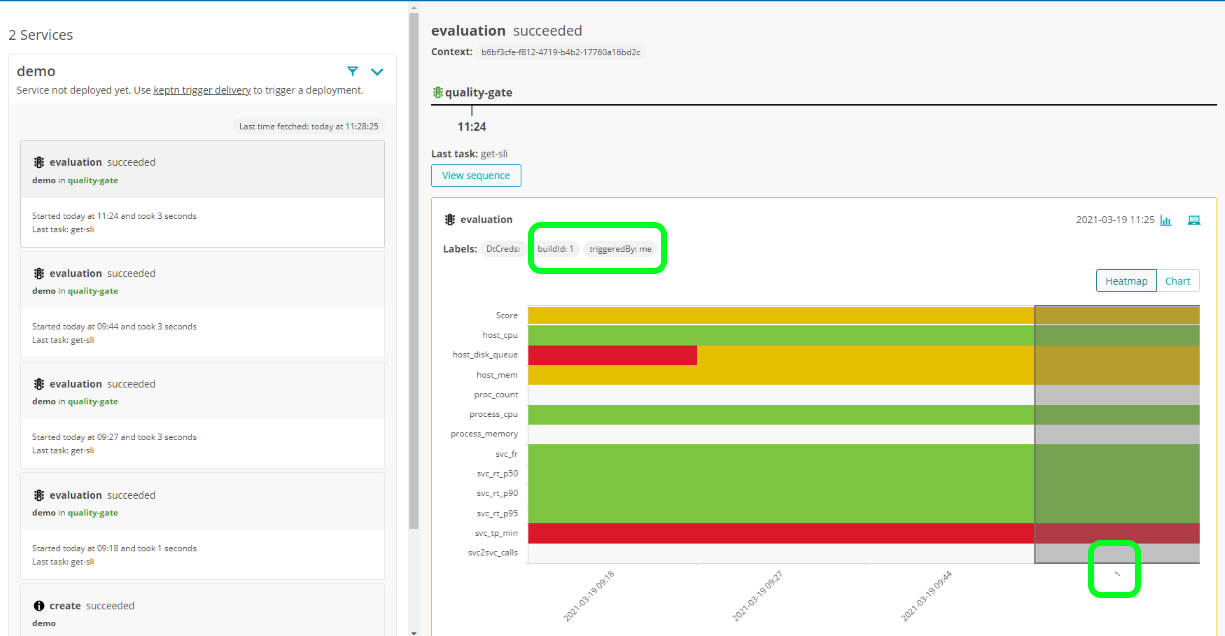 2 Services
demo
Service not deployed yet. Use keptn trigger delivery to trigger a deployment.
Last time fetched: today at 11:28:25
evaluation succeeded
demo in quality-gate
Started today at 11:24 and took 3 seconds
Last task: get-sli
evaluation succeeded
demo in quality-gate
Started today at 09:44 and took 3 seconds
Last task: get-sli
evaluation succeeded
demo in quality-gate
Started today at 09:27 and took 3 seconds
Last task: get-sli
evaluation succeeded
demo in quality-gate
Started today at 09:18 and took 1 seconds
Last task: get-sli
create succeeded
demo
evaluation succeeded
Context: b6bf3cfe-f812-4719-b4b2-17760a16bd2c
quality-gate
11:24
Last task: get-sli
View sequence
evaluation
2021-03-19 11:25
Labels: DtCreds: buildId: 1 triggeredBy: me
Heatmap Chart
Score
host_cpu
host_disk_queue
host_mem
proc_count
process_cpu
process_memory
svc_fr
svc_rt_p50
svc_rt_p90
svc_rt_p95
svc_tp_min
svc2svc_calls
2021-03-19 09:18
2021-03-19 09:27
2021-03-19 09:44
1